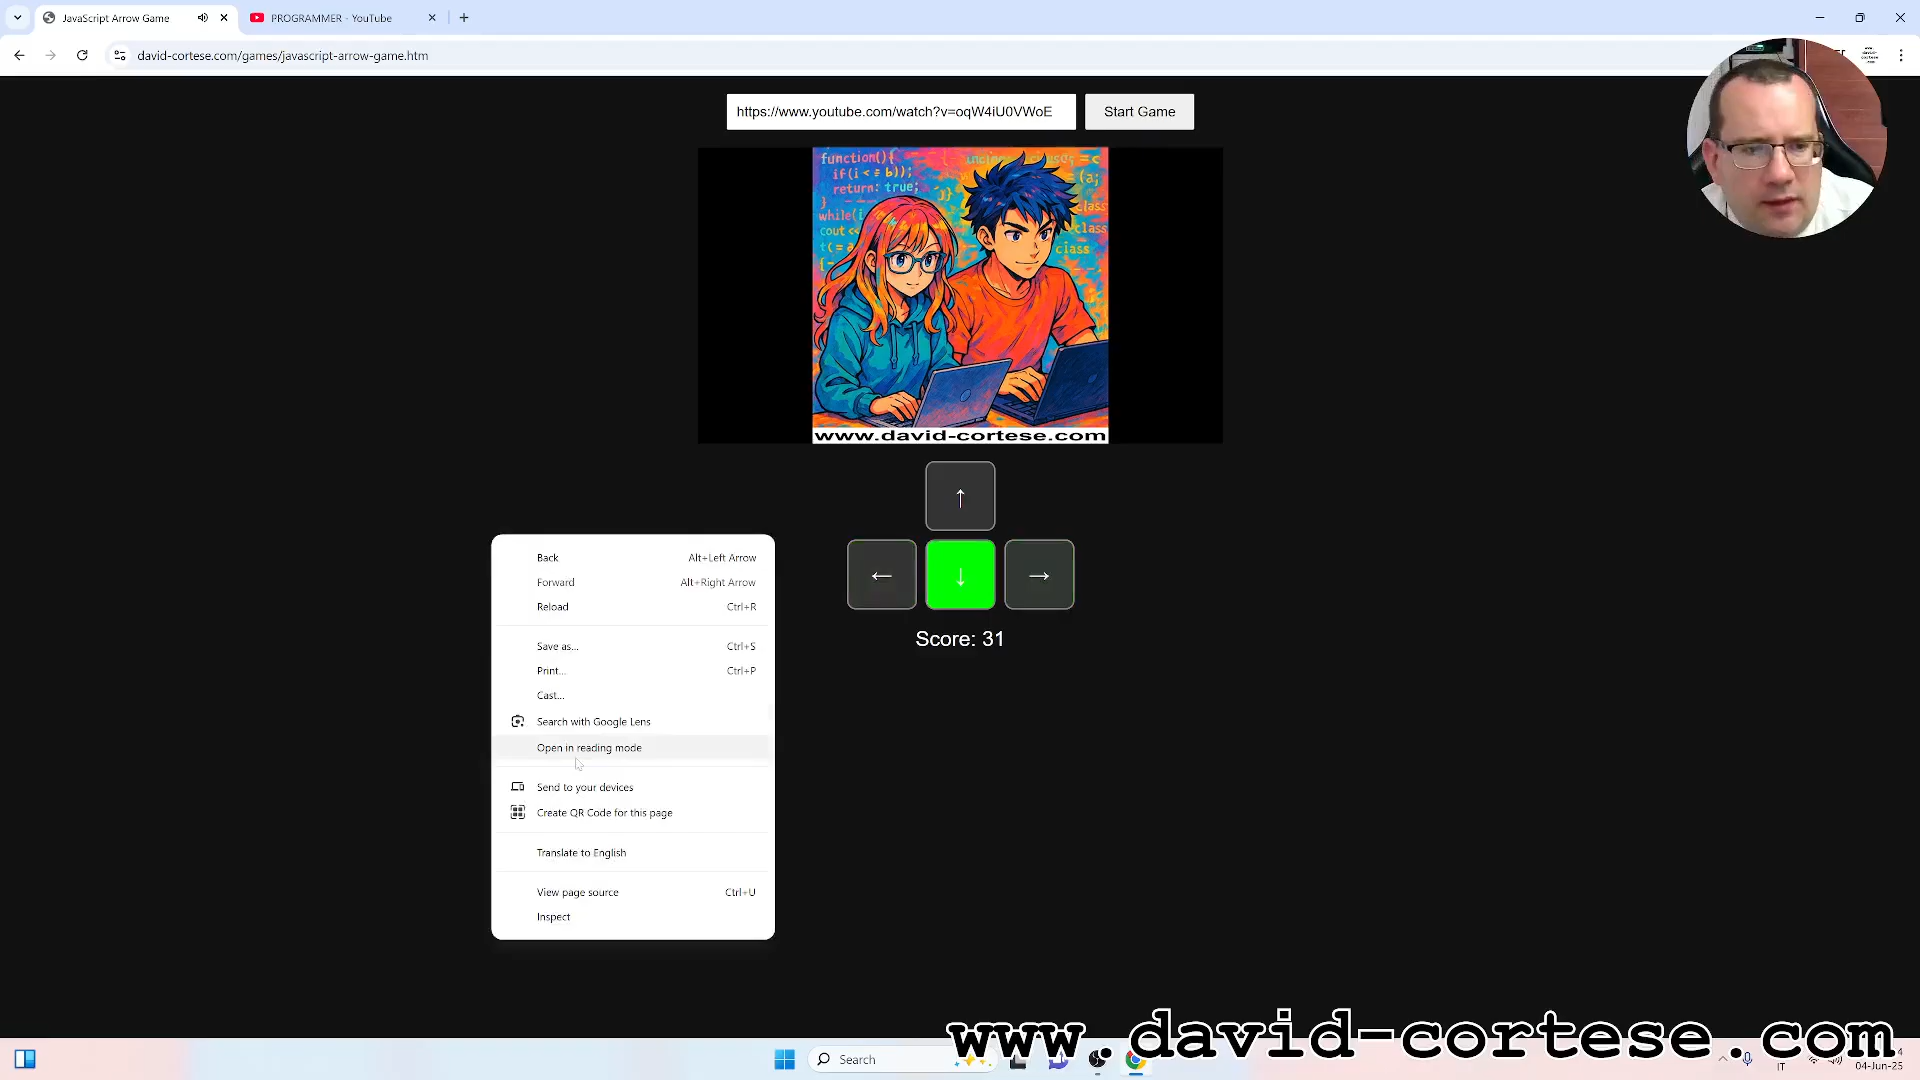 JavaScript Arrow Game
PROGRAMMER - YouTube
david-cortese.com/games/javascript-arrow-game.htm
https://www.youtube.com/watch?v=oqW4iU0VWoE
Start Game
function(){
if(i <= b));
return: true;
}
while(i
class
class
class
www.david-cortese.com
↑
← ↓ →
Score: 31
Back Alt+Left Arrow
Forward Alt+Right Arrow
Reload Ctrl+R
Save as... Ctrl+S
Print... Ctrl+P
Cast...
Search with Google Lens
Open in reading mode
Send to your devices
Create QR Code for this page
Translate to English
View page source Ctrl+U
Inspect
www.david-cortese.com
Search
IT
04-Jun-25